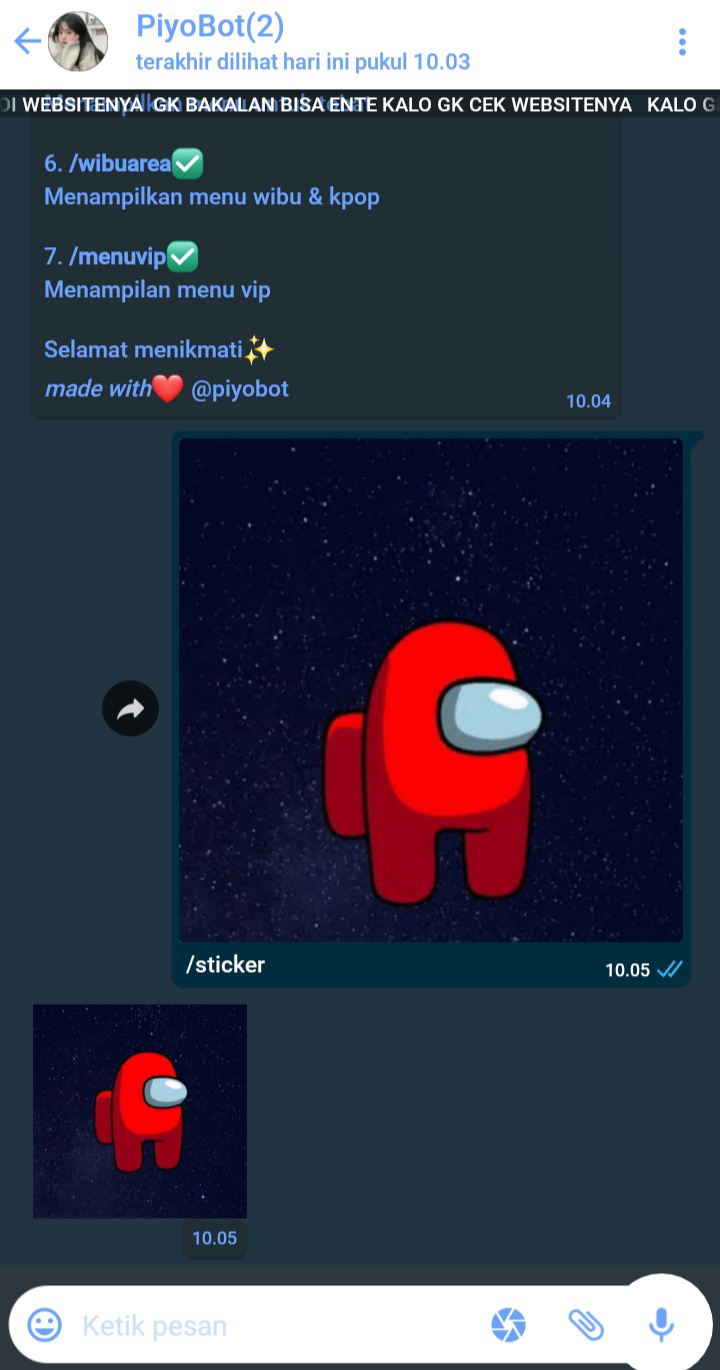 PiyoBot(2)
terakhir dilihat hari ini pukul 10.03
DI WEBSITENYA GK BAKALAN BISA ENTE KALO GK CEK WEBSITENYA KALO G
6. /wibuarea✅
Menampilkan menu wibu & kpop
7. /menuvip✅
Menampilan menu vip
Selamat menikmati✨
made with❤️ @piyobot
10.04
/sticker
10.05
10.05
Ketik pesan